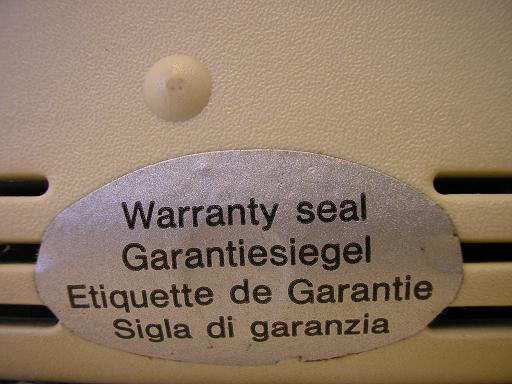 Warranty seal
Garantiesiegel
Etiquette de Garantie
Sigla di garanzia